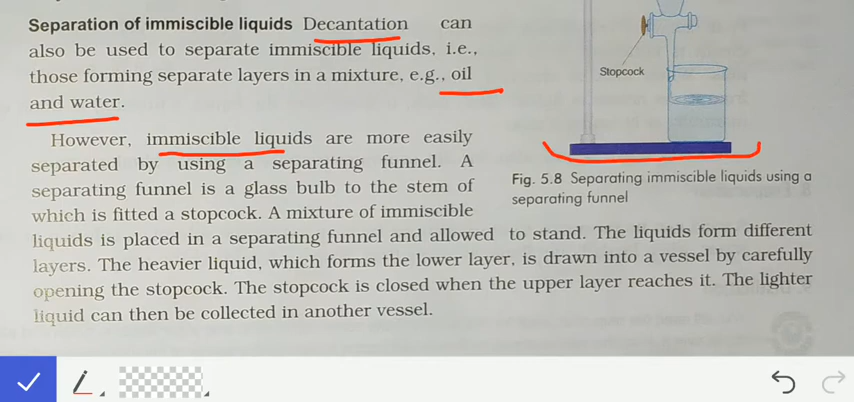 Separation of immiscible liquids Decantation can
also be used to separate immiscible liquids, i.e.,
those forming separate layers in a mixture, e.g., oil
and water.
However, immiscible liquids are more easily
separated by using a separating funnel. A
separating funnel is a glass bulb to the stem of
which is fitted a stopcock. A mixture of immiscible
liquids is placed in a separating funnel and allowed to stand. The liquids form different
layers. The heavier liquid, which forms the lower layer, is drawn into a vessel by carefully
opening the stopcock. The stopcock is closed when the upper layer reaches it. The lighter
liquid can then be collected in another vessel.
Stopcock
Fig. 5.8 Separating immiscible liquids using a
separating funnel